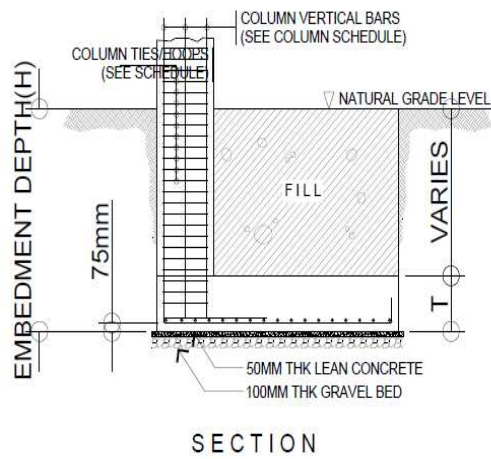 COLUMN VERTICAL BARS
(SEE COLUMN SCHEDULE)
COLUMN TIES/HOOPS
(SEE SCHEDULE)
NATURAL GRADE LEVEL
EMBEDMENT DEPTH(H)
FILL
VARIES
75mm
T
50MM THK LEAN CONCRETE
100MM THK GRAVEL BED
SECTION